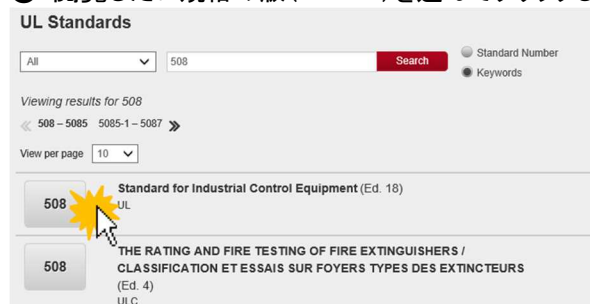 UL Standards
All 508 Search Standard Number
Keywords
Viewing results for 508
508 – 5085 5085-1 – 5087
View per page 10
508 Standard for Industrial Control Equipment (Ed. 18)
UL
508 THE RATING AND FIRE TESTING OF FIRE EXTINGUISHERS /
CLASSIFICATION ET ESSAIS SUR FOYERS TYPES DES EXTINCTEURS
(Ed. 4)
ULC